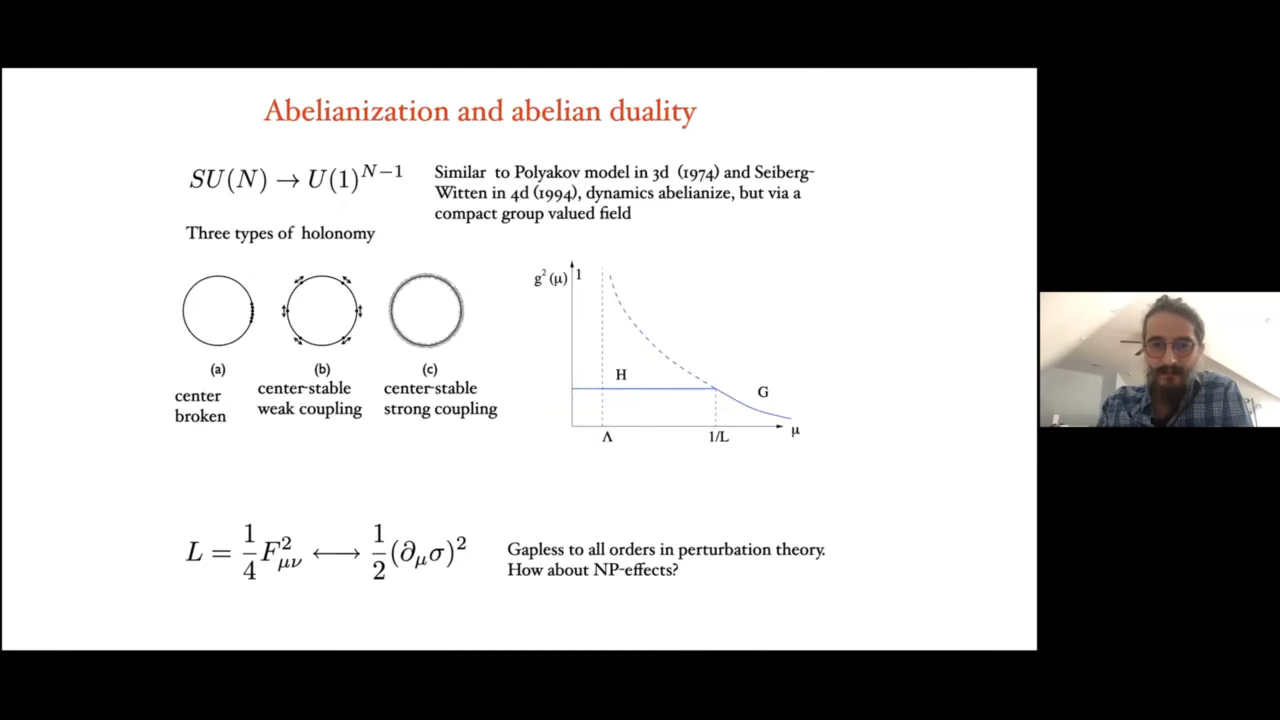 Abelianization and abelian duality
SU(N) → U(1)^{N−1}
Similar to Polyakov model in 3d (1974) and Seiberg-
Witten in 4d (1994), dynamics abelianize, but via a
compact group valued field
Three types of holonomy
(a)
(b)
(c)
center
broken
center-stable
weak coupling
center-stable
strong coupling
g²(μ)
1
H
G
Λ
1/L
μ
L = 1/4 F²_{μν} ⟷ 1/2 (∂_μσ)²
Gapless to all orders in perturbation theory.
How about NP-effects?